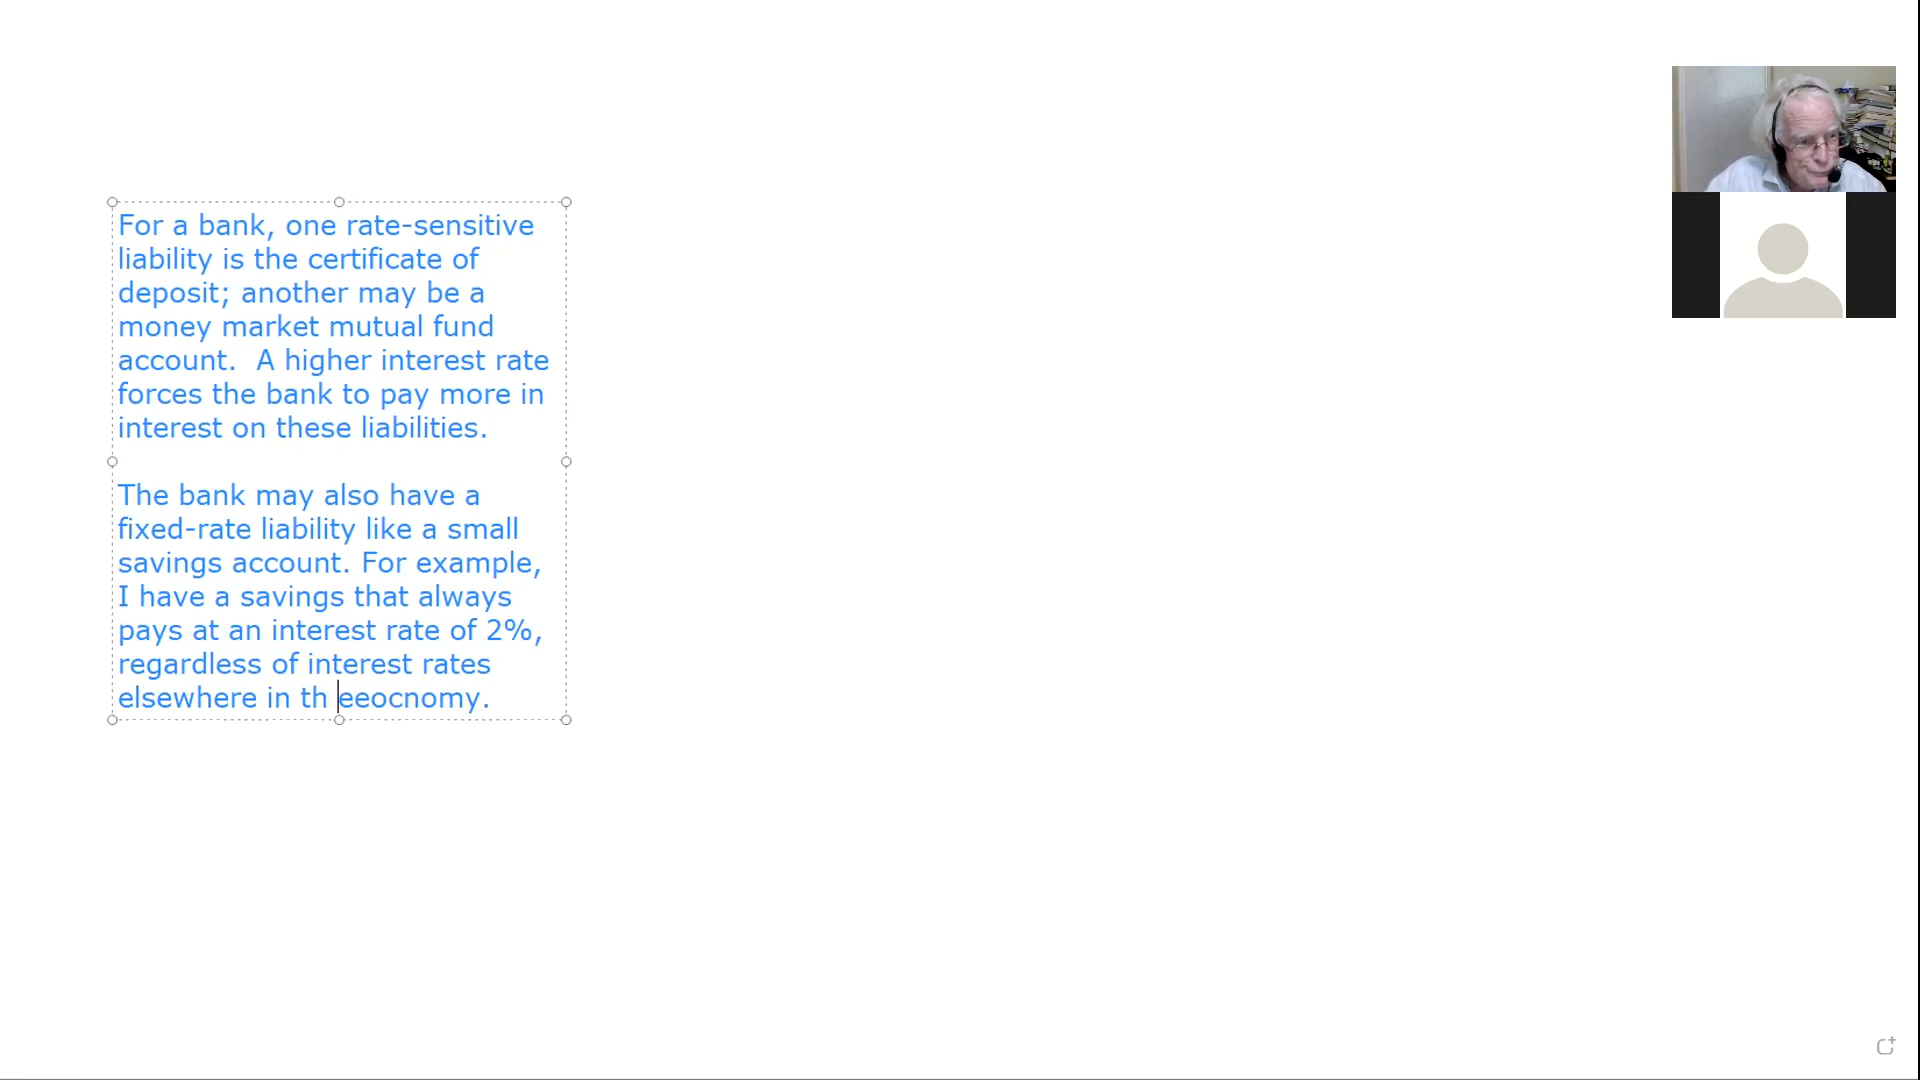 For a bank, one rate-sensitive
liability is the certificate of
deposit; another may be a
money market mutual fund
account.  A higher interest rate
forces the bank to pay more in
interest on these liabilities.
The bank may also have a
fixed-rate liability like a small
savings account. For example,
I have a savings that always
pays at an interest rate of 2%,
regardless of interest rates
elsewhere in th eeocnomy.